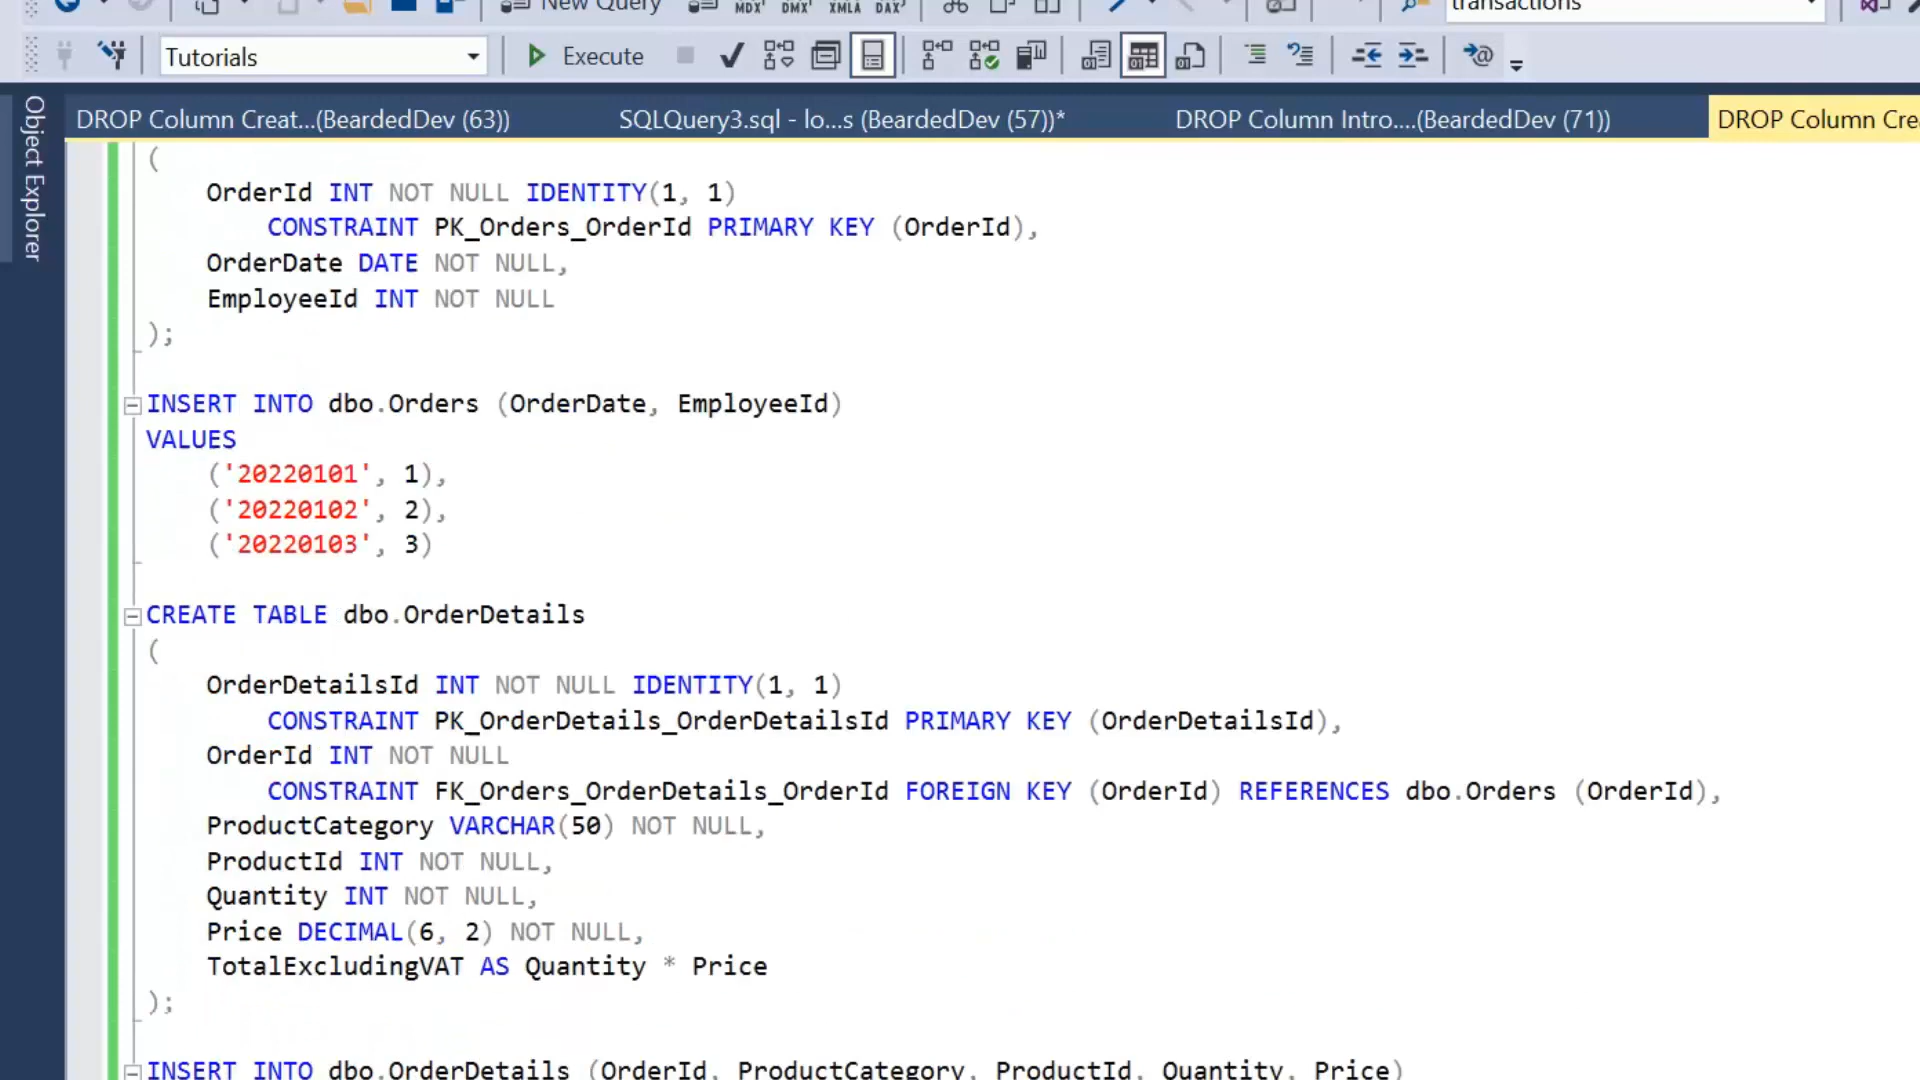 New Query
MDX DMX XMLA DAX
transactions
Tutorials
Execute
Object Explorer
DROP Column Creat...(BeardedDev (63))
SQLQuery3.sql - lo...s (BeardedDev (57))*
DROP Column Intro....(BeardedDev (71))
DROP Column Cre
(
OrderId INT NOT NULL IDENTITY(1, 1)
CONSTRAINT PK_Orders_OrderId PRIMARY KEY (OrderId),
OrderDate DATE NOT NULL,
EmployeeId INT NOT NULL
);
INSERT INTO dbo.Orders (OrderDate, EmployeeId)
VALUES
('20220101', 1),
('20220102', 2),
('20220103', 3)
CREATE TABLE dbo.OrderDetails
(
OrderDetailsId INT NOT NULL IDENTITY(1, 1)
CONSTRAINT PK_OrderDetails_OrderDetailsId PRIMARY KEY (OrderDetailsId),
OrderId INT NOT NULL
CONSTRAINT FK_Orders_OrderDetails_OrderId FOREIGN KEY (OrderId) REFERENCES dbo.Orders (OrderId),
ProductCategory VARCHAR(50) NOT NULL,
ProductId INT NOT NULL,
Quantity INT NOT NULL,
Price DECIMAL(6, 2) NOT NULL,
TotalExcludingVAT AS Quantity * Price
);
INSERT INTO dbo.OrderDetails (OrderId, ProductCategory, ProductId, Quantity, Price)